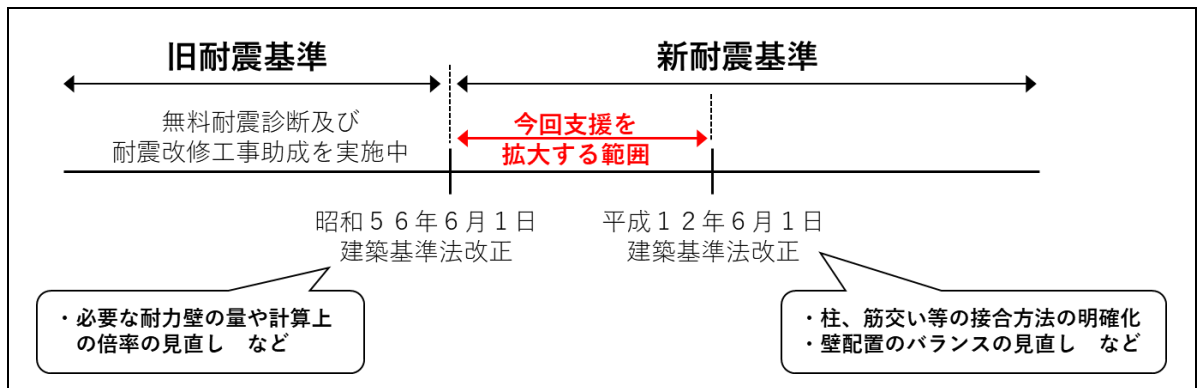 旧耐震基準
新耐震基準
無料耐震診断及び
耐震改修工事助成を実施中
今回支援を
拡大する範囲
昭和５６年６月１日
建築基準法改正
平成１２年６月１日
建築基準法改正
・必要な耐力壁の量や計算上
の倍率の見直し　など
・柱、筋交い等の接合方法の明確化
・壁配置のバランスの見直し　など